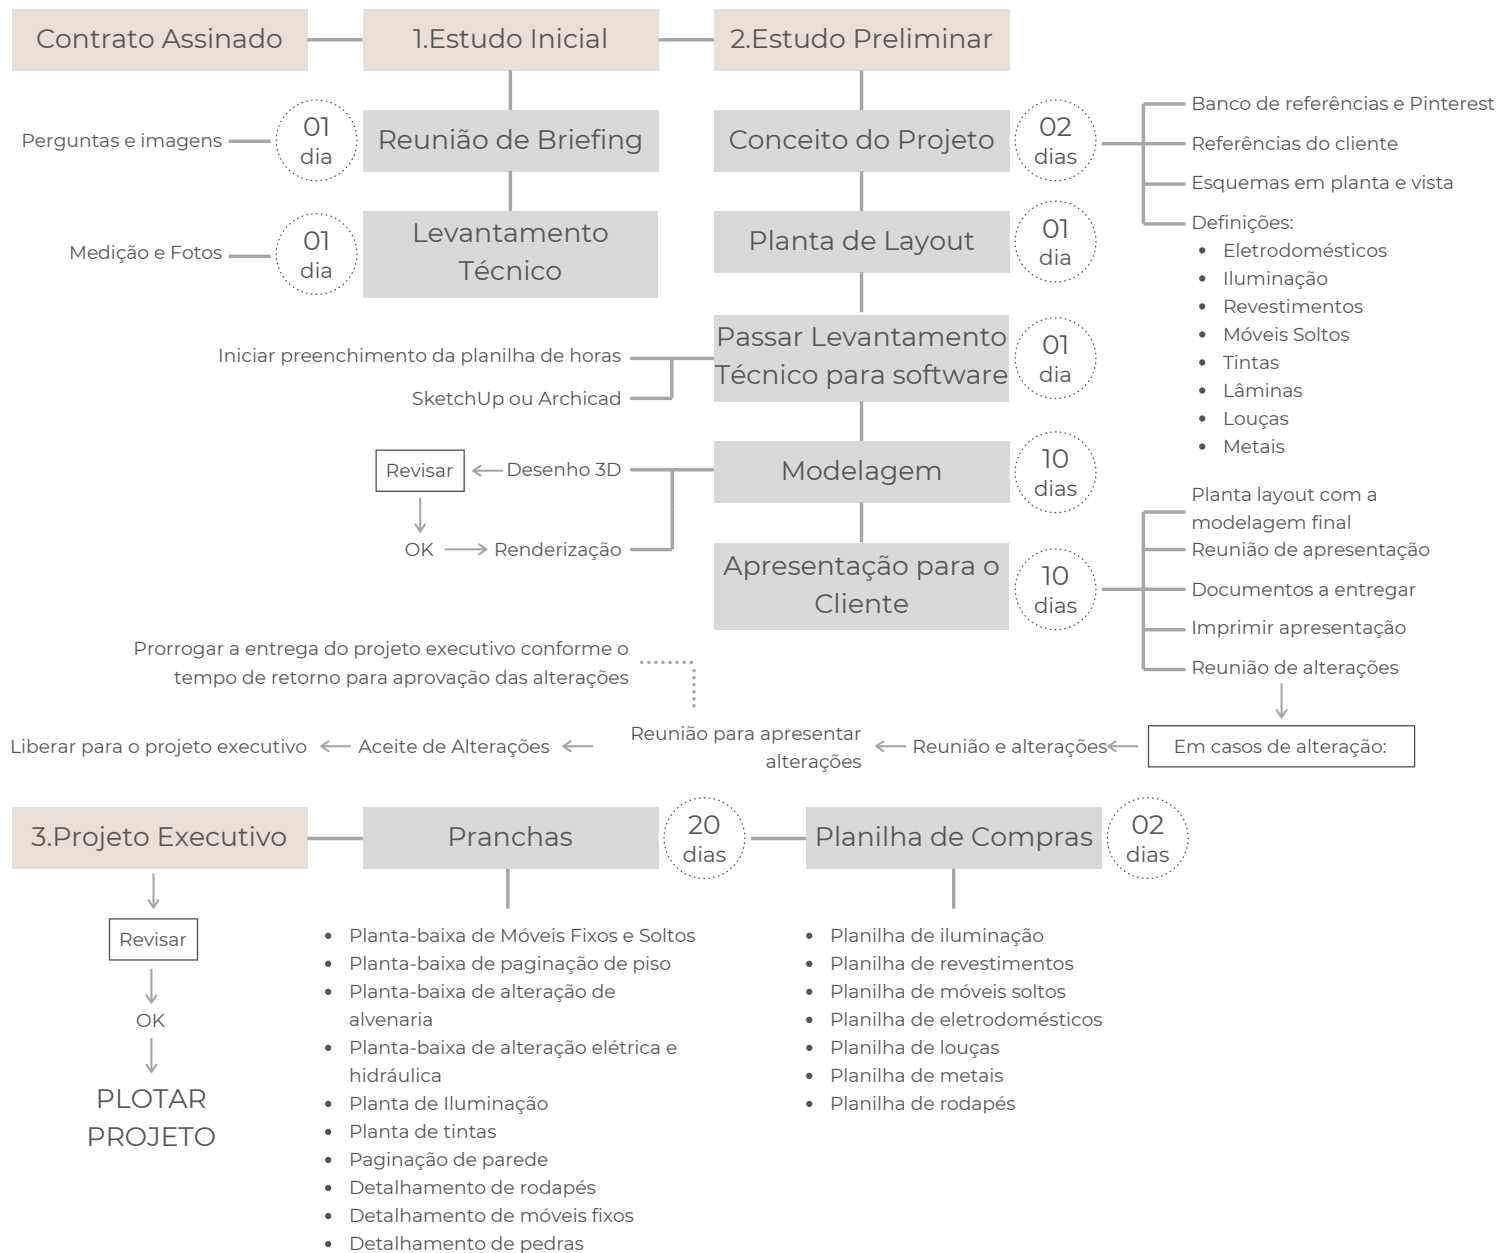 Contrato Assinado
1.Estudo Inicial
2.Estudo Preliminar
Perguntas e imagens
01
dia
Reunião de Briefing
Medição e Fotos
01
dia
Levantamento
Técnico
Conceito do Projeto
02
dias
Banco de referências e Pinterest
Referências do cliente
Esquemas em planta e vista
Definições:
• Eletrodomésticos
• Iluminação
• Revestimentos
• Móveis Soltos
• Tintas
• Lâminas
• Louças
• Metais
Planta de Layout
01
dia
Passar Levantamento
Técnico para software
01
dia
Iniciar preenchimento da planilha de horas
SketchUp ou Archicad
Modelagem
10
dias
Desenho 3D
Revisar
OK
Renderização
Apresentação para o
Cliente
10
dias
Planta layout com a
modelagem final
Reunião de apresentação
Documentos a entregar
Imprimir apresentação
Reunião de alterações
Em casos de alteração:
Reunião e alterações
Reunião para apresentar
alterações
Prorrogar a entrega do projeto executivo conforme o
tempo de retorno para aprovação das alterações
Aceite de Alterações
Liberar para o projeto executivo
3.Projeto Executivo
Revisar
OK
PLOTAR
PROJETO
Pranchas
20
dias
• Planta-baixa de Móveis Fixos e Soltos
• Planta-baixa de paginação de piso
• Planta-baixa de alteração de
alvenaria
• Planta-baixa de alteração elétrica e
hidráulica
• Planta de Iluminação
• Planta de tintas
• Paginação de parede
• Detalhamento de rodapés
• Detalhamento de móveis fixos
• Detalhamento de pedras
Planilha de Compras
02
dias
• Planilha de iluminação
• Planilha de revestimentos
• Planilha de móveis soltos
• Planilha de eletrodomésticos
• Planilha de louças
• Planilha de metais
• Planilha de rodapés